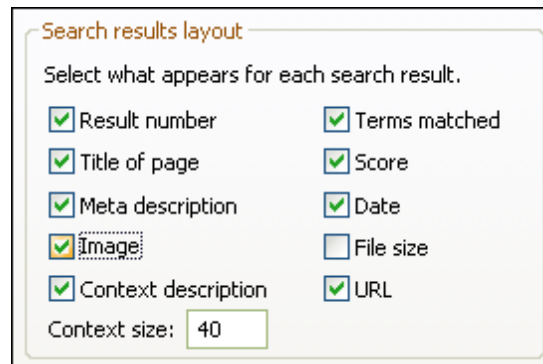 Search results layout
Select what appears for each search result.
Result number
Terms matched
Title of page
Score
Meta description
Date
Image
File size
Context description
URL
Context size: 40